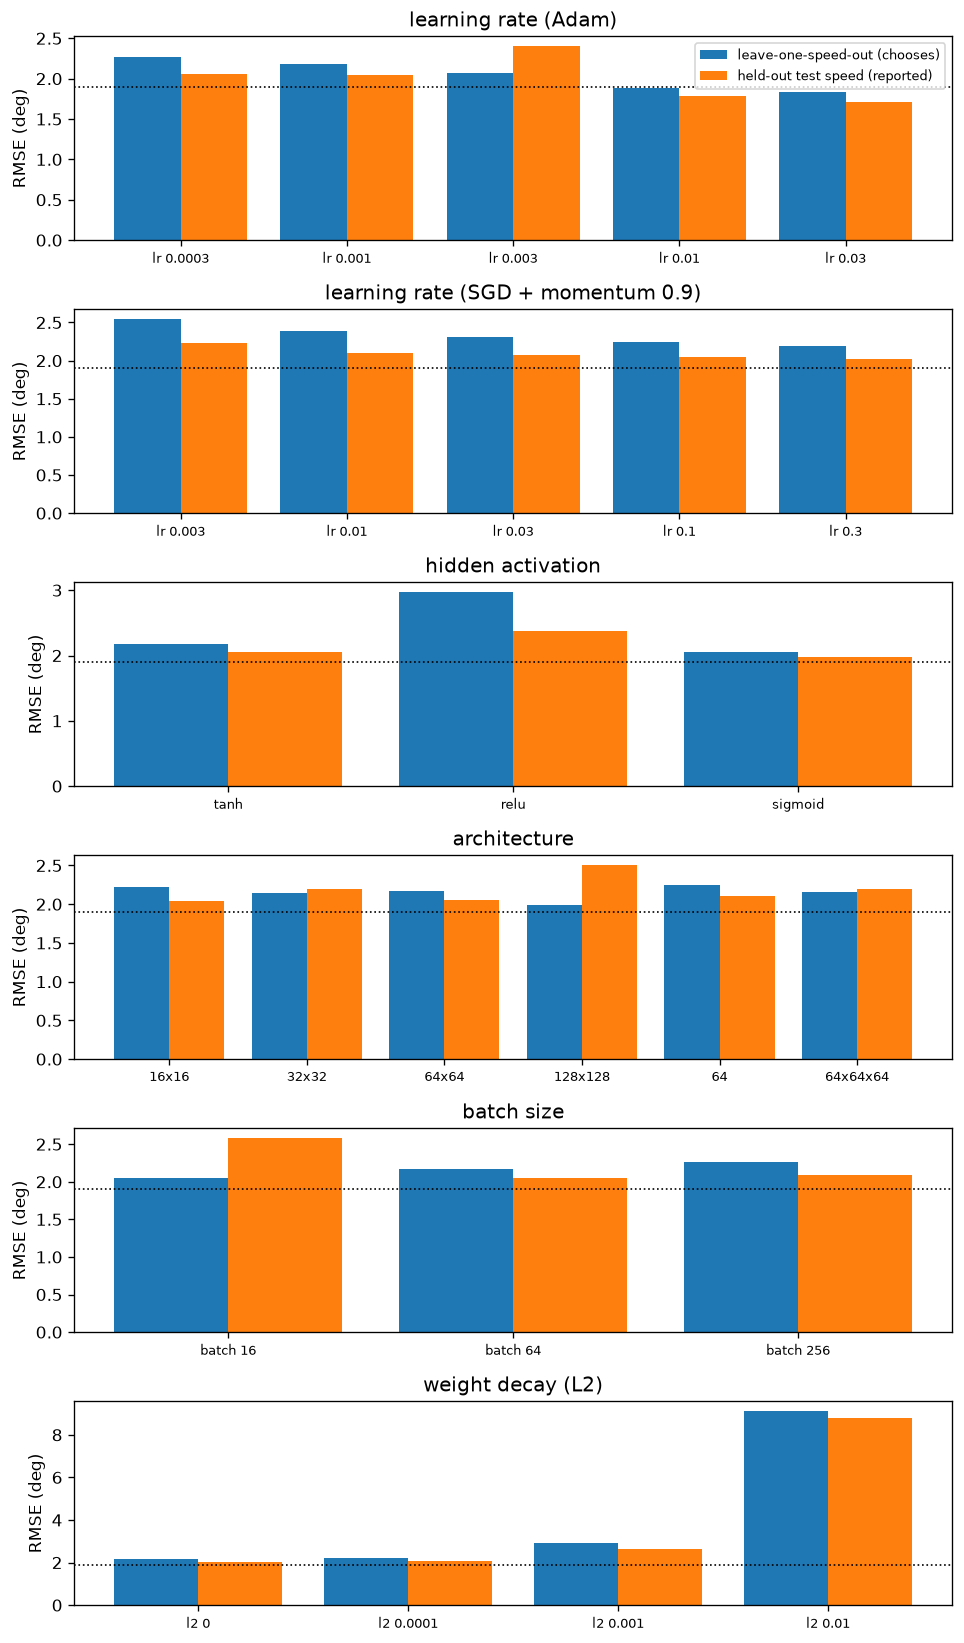 learning rate (Adam)
RMSE (deg)
2.5
2.0
1.5
1.0
0.5
0.0
leave-one-speed-out (chooses)
held-out test speed (reported)
lr 0.0003 lr 0.001 lr 0.003 lr 0.01 lr 0.03
learning rate (SGD + momentum 0.9)
RMSE (deg)
2.5
2.0
1.5
1.0
0.5
0.0
lr 0.003 lr 0.01 lr 0.03 lr 0.1 lr 0.3
hidden activation
RMSE (deg)
3
2
1
0
tanh relu sigmoid
architecture
RMSE (deg)
2.5
2.0
1.5
1.0
0.5
0.0
16x16 32x32 64x64 128x128 64 64x64x64
batch size
RMSE (deg)
2.5
2.0
1.5
1.0
0.5
0.0
batch 16 batch 64 batch 256
weight decay (L2)
RMSE (deg)
8
6
4
2
0
l2 0 l2 0.0001 l2 0.001 l2 0.01